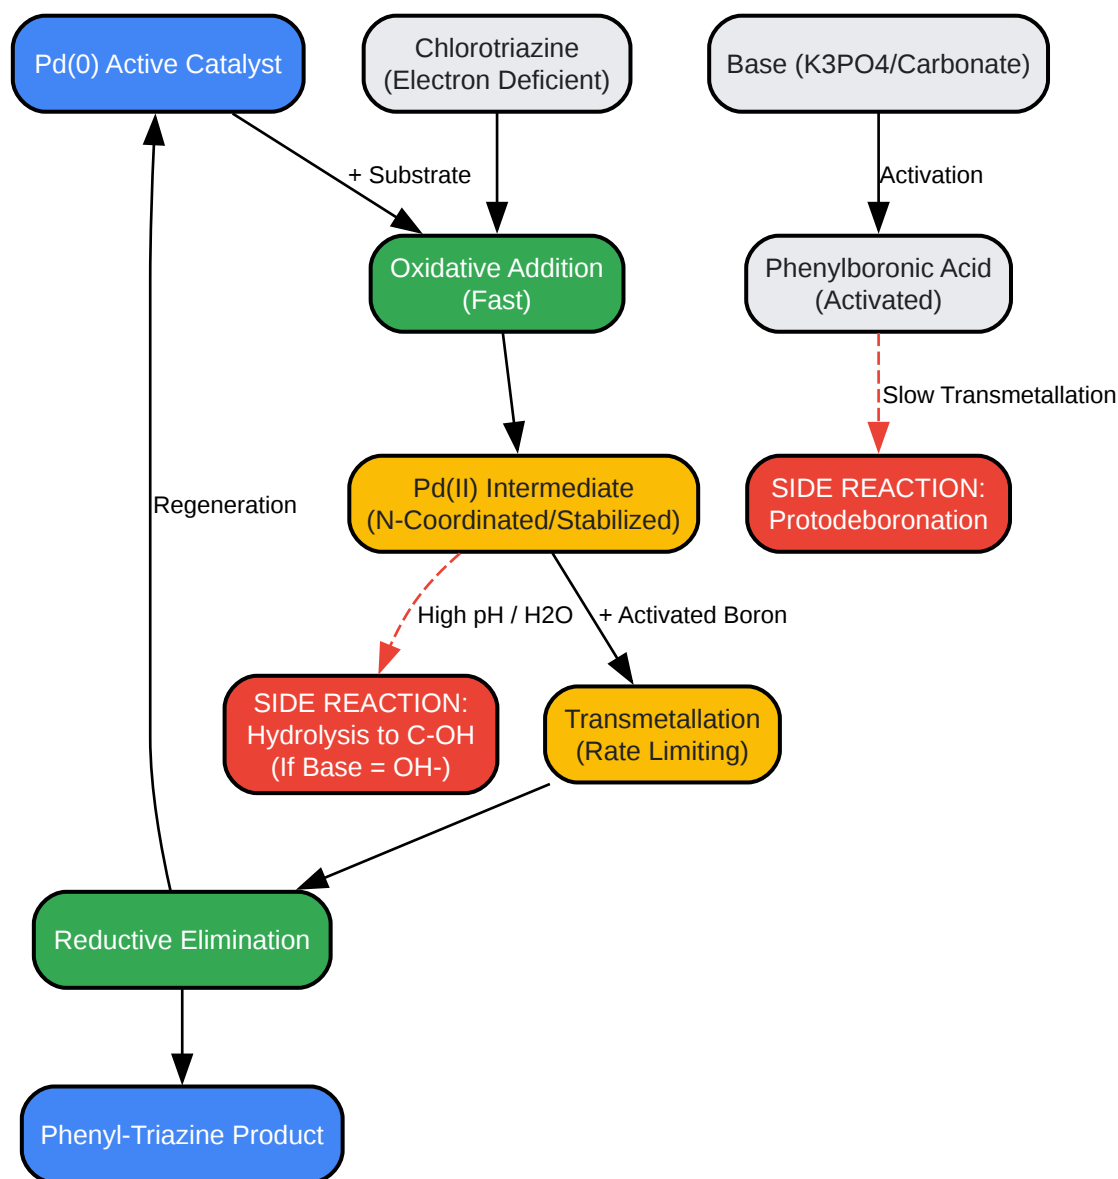 Pd(0) Active Catalyst
Chlorotriazine
(Electron Deficient)
Base (K3PO4/Carbonate)
+ Substrate
Activation
Oxidative Addition
(Fast)
Phenylboronic Acid
(Activated)
Slow Transmetallation
Regeneration
Pd(II) Intermediate
(N-Coordinated/Stabilized)
SIDE REACTION:
Protodeboronation
High pH / H2O
+ Activated Boron
SIDE REACTION:
Hydrolysis to C-OH
(If Base = OH-)
Transmetallation
(Rate Limiting)
Reductive Elimination
Phenyl-Triazine Product